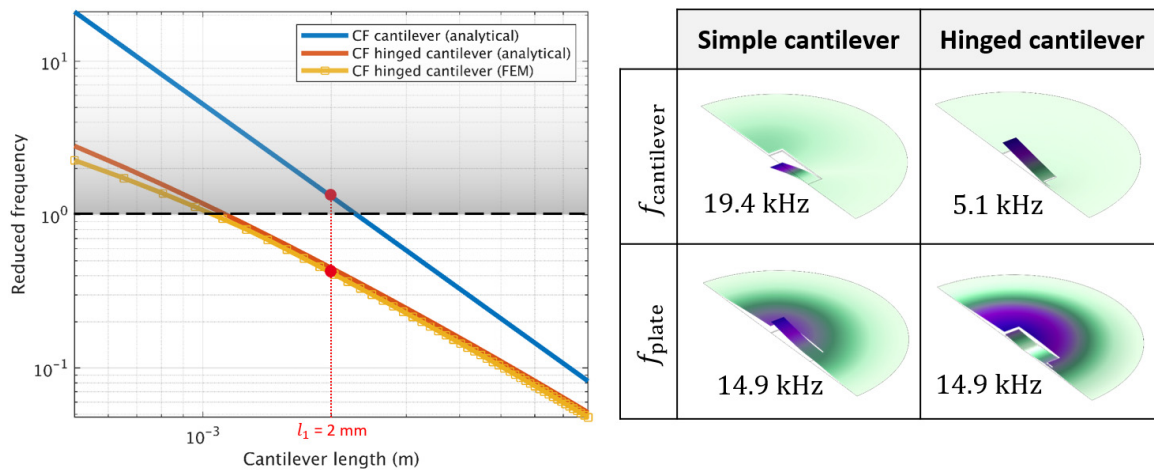 CF cantilever (analytical)
CF hinged cantilever (analytical)
CF hinged cantilever (FEM)
Reduced frequency
10¹
10⁰
10⁻¹
10⁻³
l₁ = 2 mm
Cantilever length (m)
Simple cantilever
Hinged cantilever
f_cantilever
19.4 kHz
5.1 kHz
f_plate
14.9 kHz
14.9 kHz